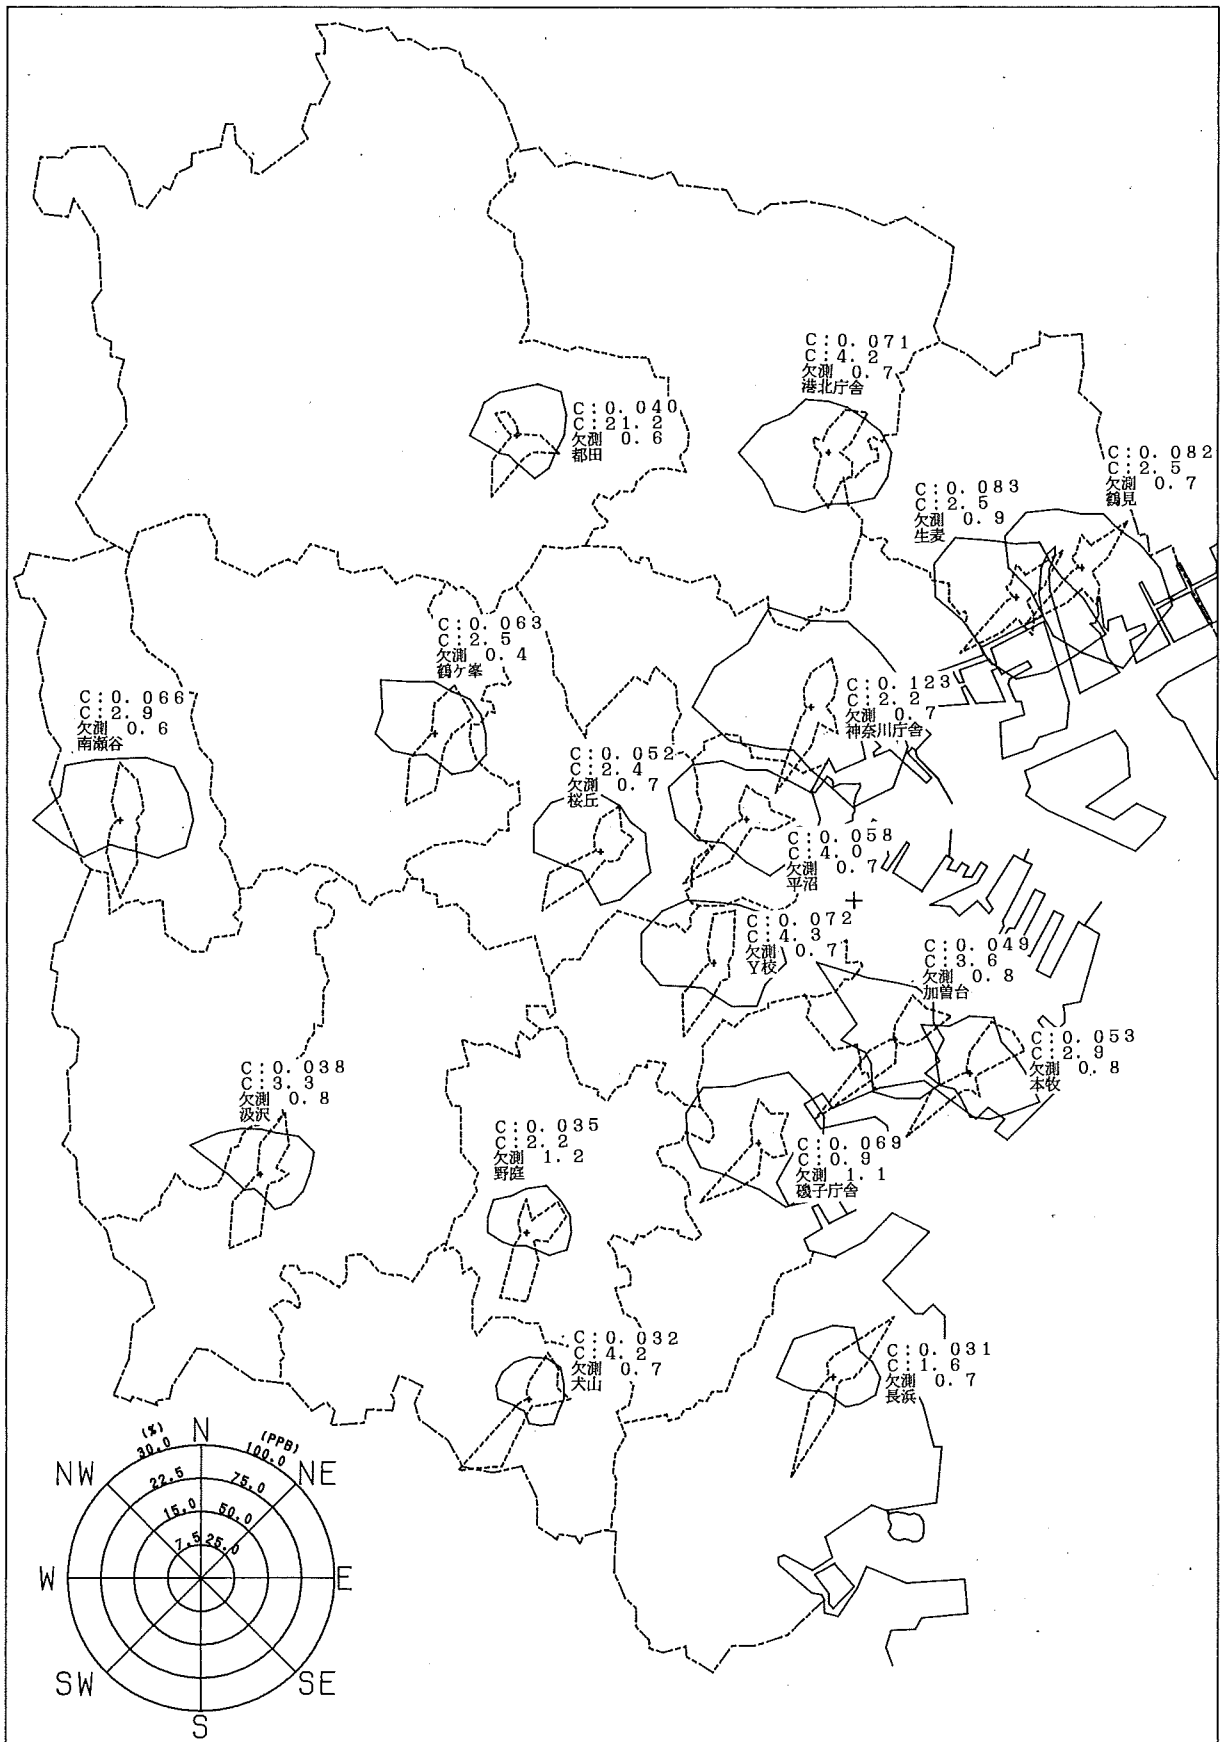 C:0.071
C:4.2
欠測 0.7
港北庁舎
C:0.040
C:21.2
欠測 0.6
都田
C:0.082
C:2.5
欠測 0.7
鶴見
C:0.083
C:2.5
欠測 0.9
生麦
C:0.063
C:2.5
欠測 0.4
鶴ケ峯
C:0.066
C:2.9
欠測 0.6
南瀬谷
C:0.123
C:2.2
欠測 0.7
神奈川庁舎
C:0.052
C:2.4
欠測 0.7
桜丘
C:0.058
C:4.0
欠測 0.7
平沼
C:0.072
C:4.3
欠測 0.7
Y校
C:0.049
C:3.6
欠測 0.8
加曽台
C:0.053
C:2.9
欠測 0.8
本牧
C:0.038
C:3.3
欠測 0.8
汲沢
C:0.035
C:2.2
欠測 1.2
野庭
C:0.069
C:0.9
欠測 1.1
磯子庁舎
C:0.032
C:4.2
欠測 0.7
犬山
C:0.031
C:1.6
欠測 0.7
長浜
(%) N (PPB)
30.0 100.0
NW NE
22.5 75.0
15.0 50.0
7.5 25.0
W E
SW SE
S